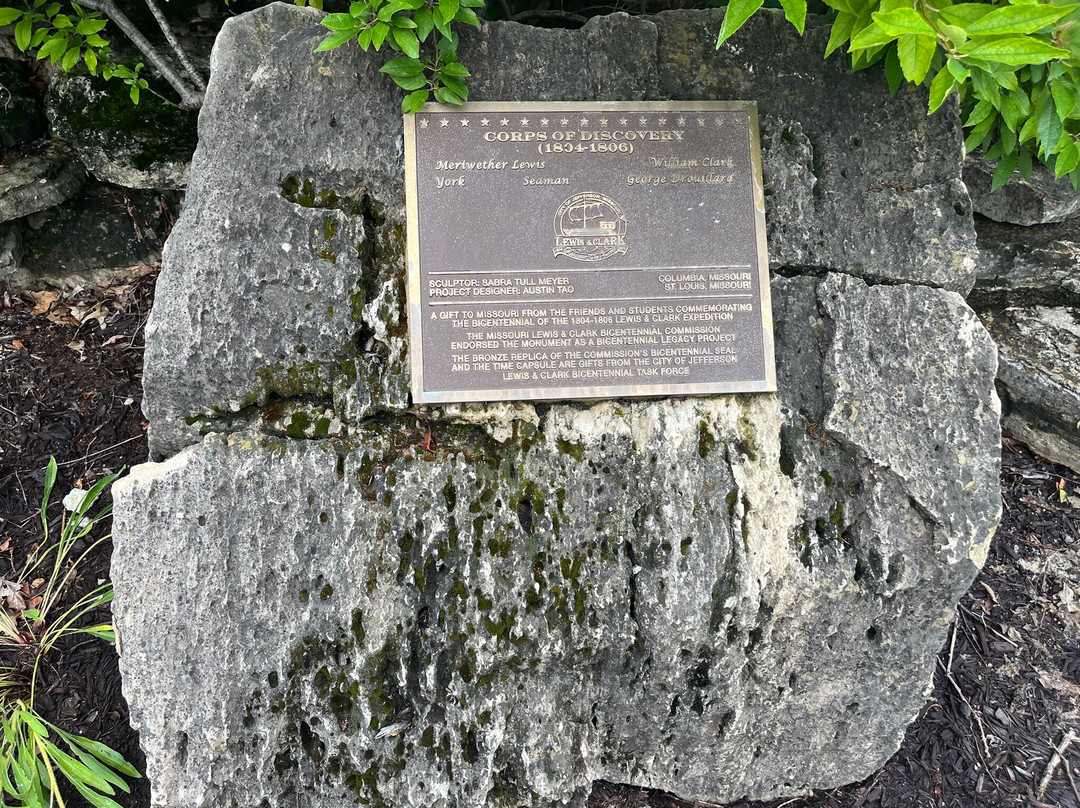 CORPS OF DISCOVERY
(1804-1806)
Meriwether Lewis William Clark
York Seaman George Drouillard
LEWIS & CLARK
SCULPTOR: SABRA TULL MEYER COLUMBIA, MISSOURI
PROJECT DESIGNER: AUSTIN TAO ST. LOUIS, MISSOURI
A GIFT TO MISSOURI FROM THE FRIENDS AND STUDENTS COMMEMORATING
THE BICENTENNIAL OF THE 1804-1806 LEWIS & CLARK EXPEDITION
THE MISSOURI LEWIS & CLARK BICENTENNIAL COMMISSION
ENDORSED THE MONUMENT AS A BICENTENNIAL LEGACY PROJECT
THE BRONZE REPLICA OF THE COMMISSION'S BICENTENNIAL SEAL
AND THE TIME CAPSULE ARE GIFTS FROM THE CITY OF JEFFERSON
LEWIS & CLARK BICENTENNIAL TASK FORCE